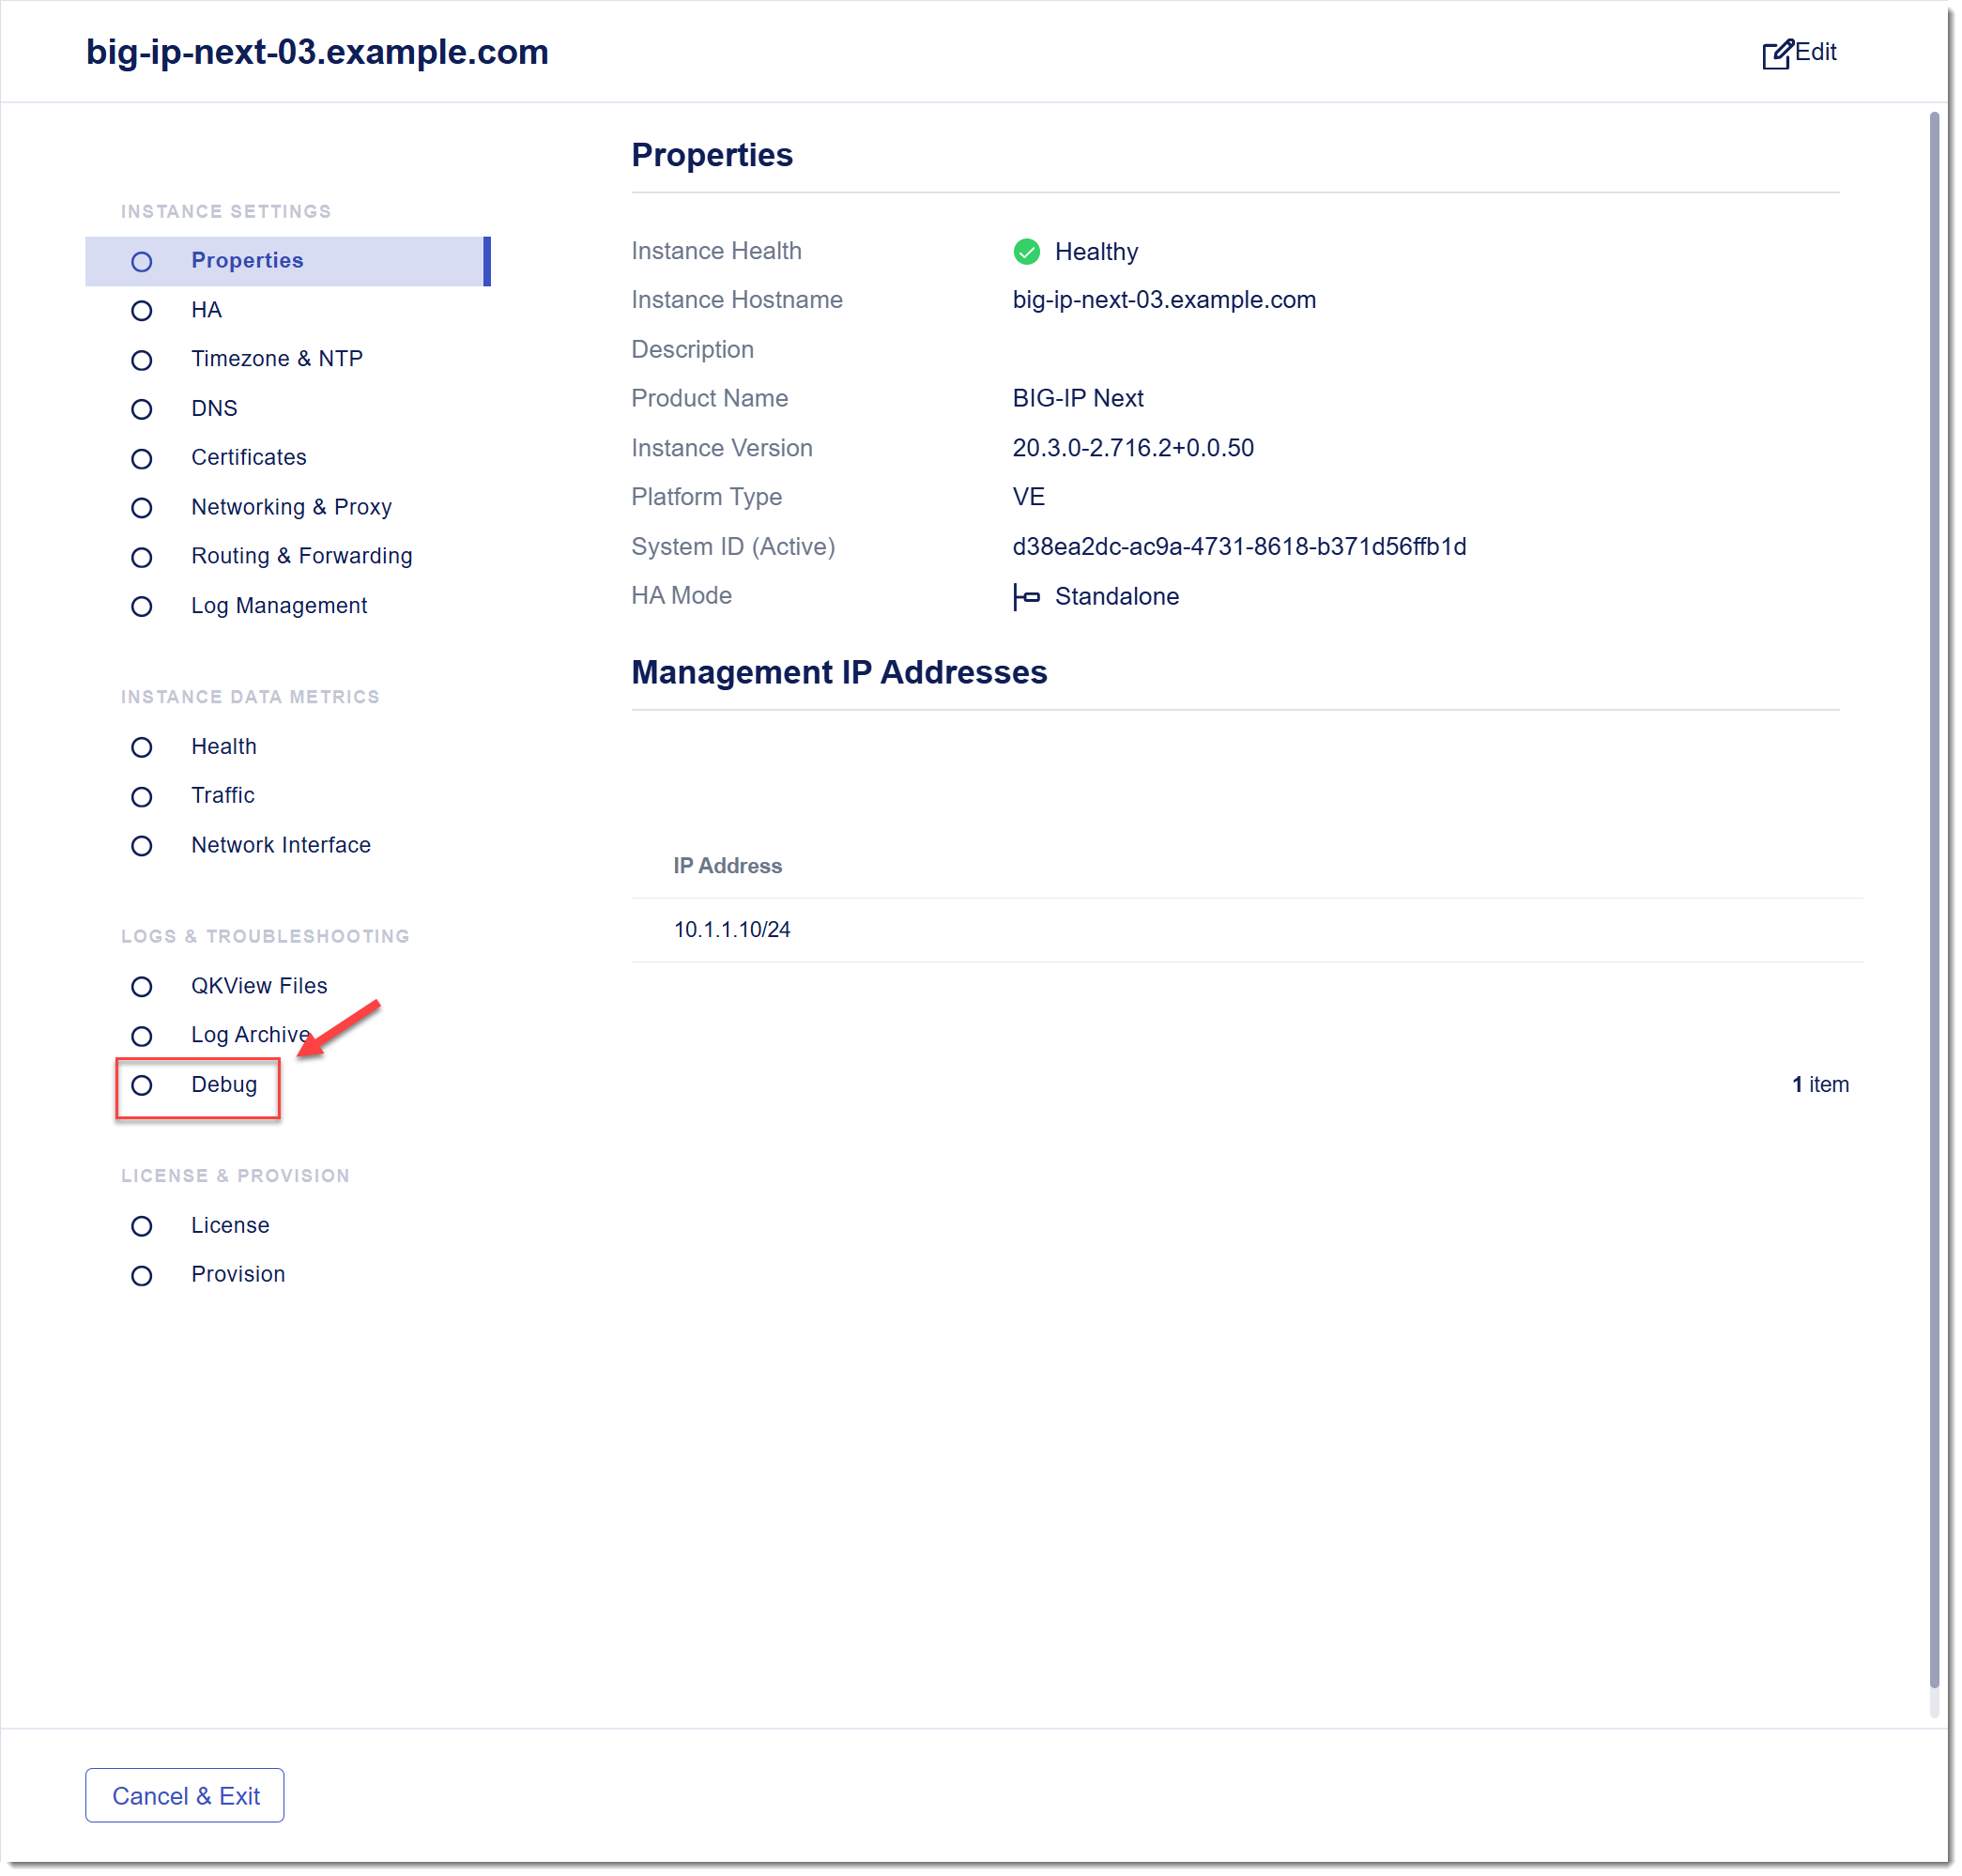 big-ip-next-03.example.com
Edit
INSTANCE SETTINGS
Properties
HA
Timezone & NTP
DNS
Certificates
Networking & Proxy
Routing & Forwarding
Log Management
INSTANCE DATA METRICS
Health
Traffic
Network Interface
LOGS & TROUBLESHOOTING
QKView Files
Log Archive
Debug
LICENSE & PROVISION
License
Provision
Properties
Instance Health Healthy
Instance Hostname big-ip-next-03.example.com
Description
Product Name BIG-IP Next
Instance Version 20.3.0-2.716.2+0.0.50
Platform Type VE
System ID (Active) d38ea2dc-ac9a-4731-8618-b371d56ffb1d
HA Mode Standalone
Management IP Addresses
IP Address
10.1.1.10/24
1 item
Cancel & Exit